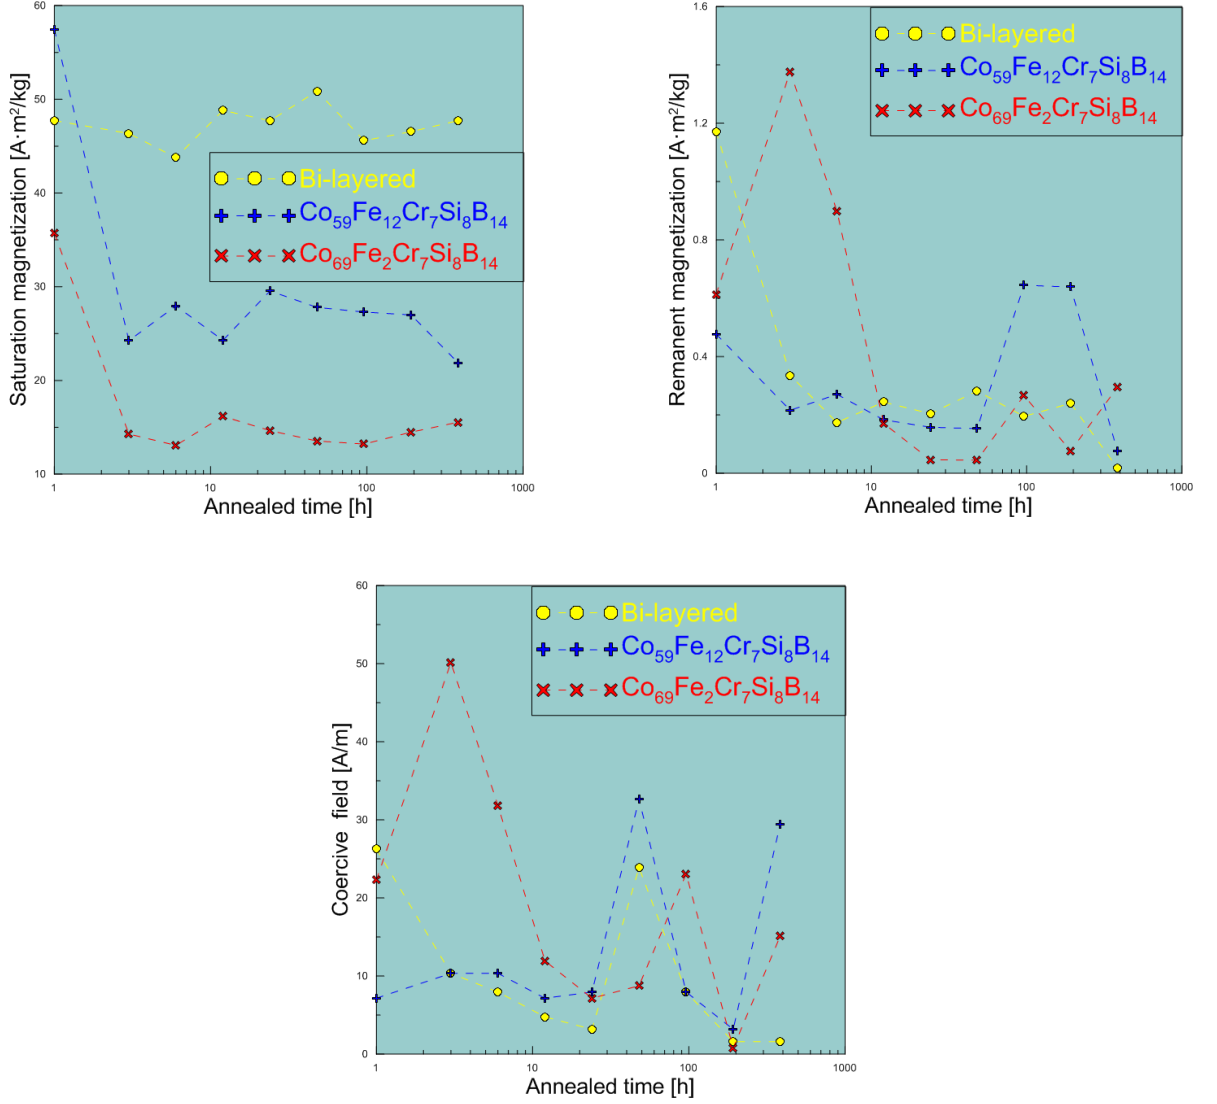 60
50
40
30
20
10
1
10
100
1000
Saturation magnetization [A·m²/kg]
Annealed time [h]
Bi-layered
Co₅₉Fe₁₂Cr₇Si₈B₁₄
Co₆₉Fe₂Cr₇Si₈B₁₄
1.6
1.2
0.8
0.4
0
1
10
100
1000
Remanent magnetization [A·m²/kg]
Annealed time [h]
Bi-layered
Co₅₉Fe₁₂Cr₇Si₈B₁₄
Co₆₉Fe₂Cr₇Si₈B₁₄
60
50
40
30
20
10
0
1
10
100
1000
Coercive field [A/m]
Annealed time [h]
Bi-layered
Co₅₉Fe₁₂Cr₇Si₈B₁₄
Co₆₉Fe₂Cr₇Si₈B₁₄